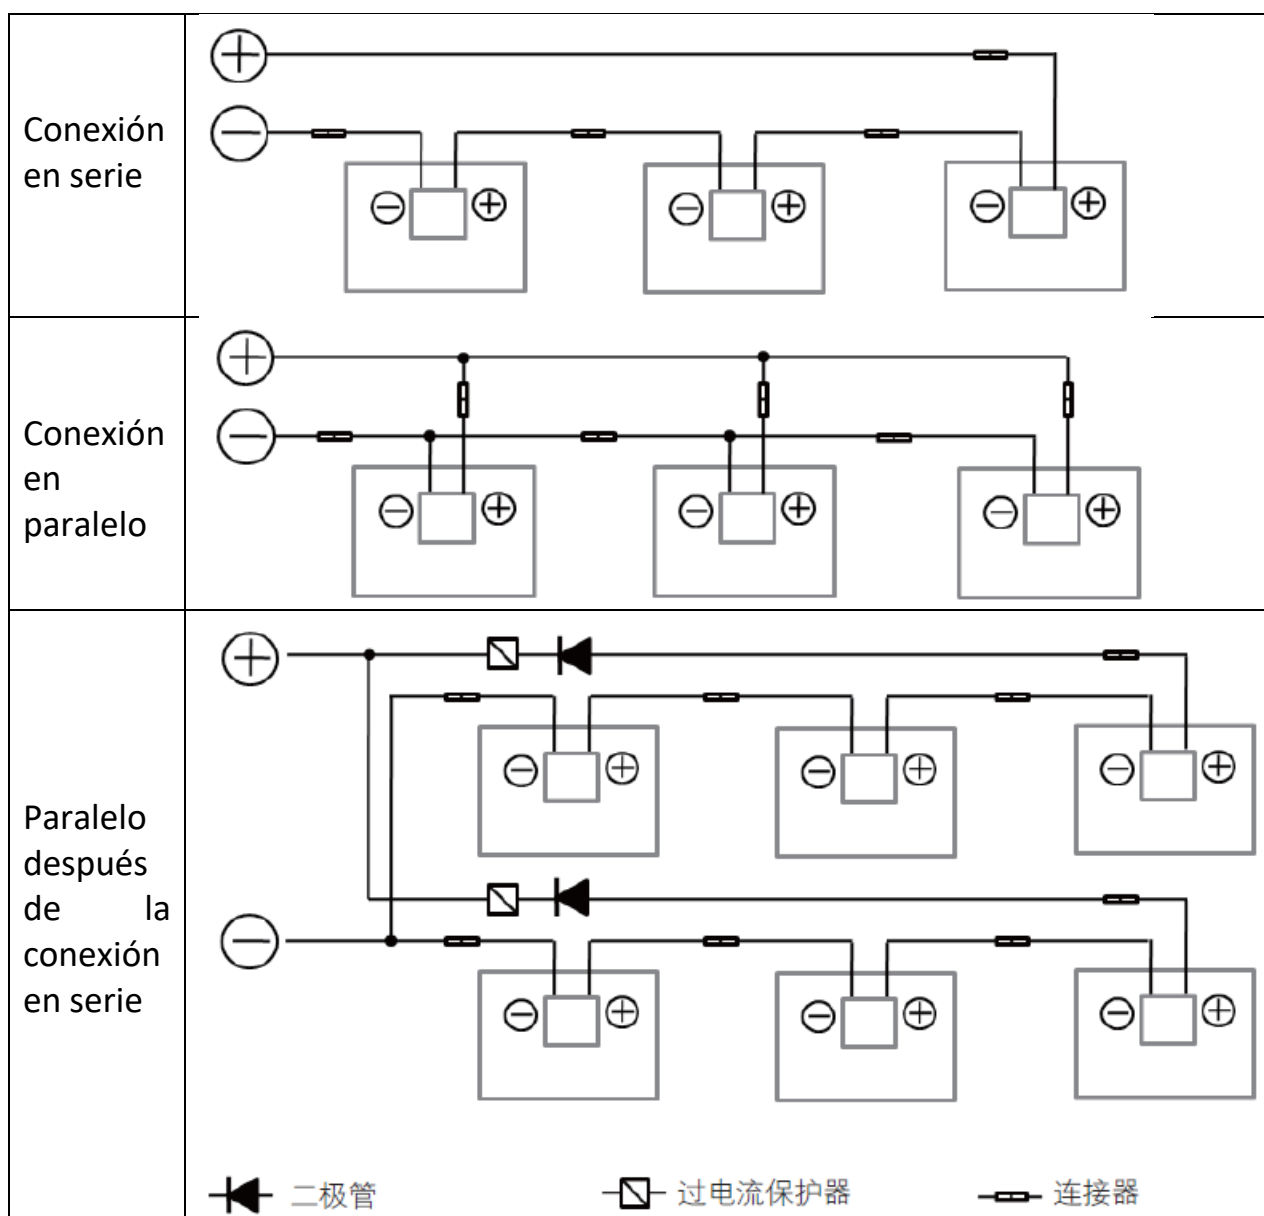 Conexión
en serie
Conexión
en
paralelo
Paralelo
después
de la
conexión
en serie
二极管
过电流保护器
连接器